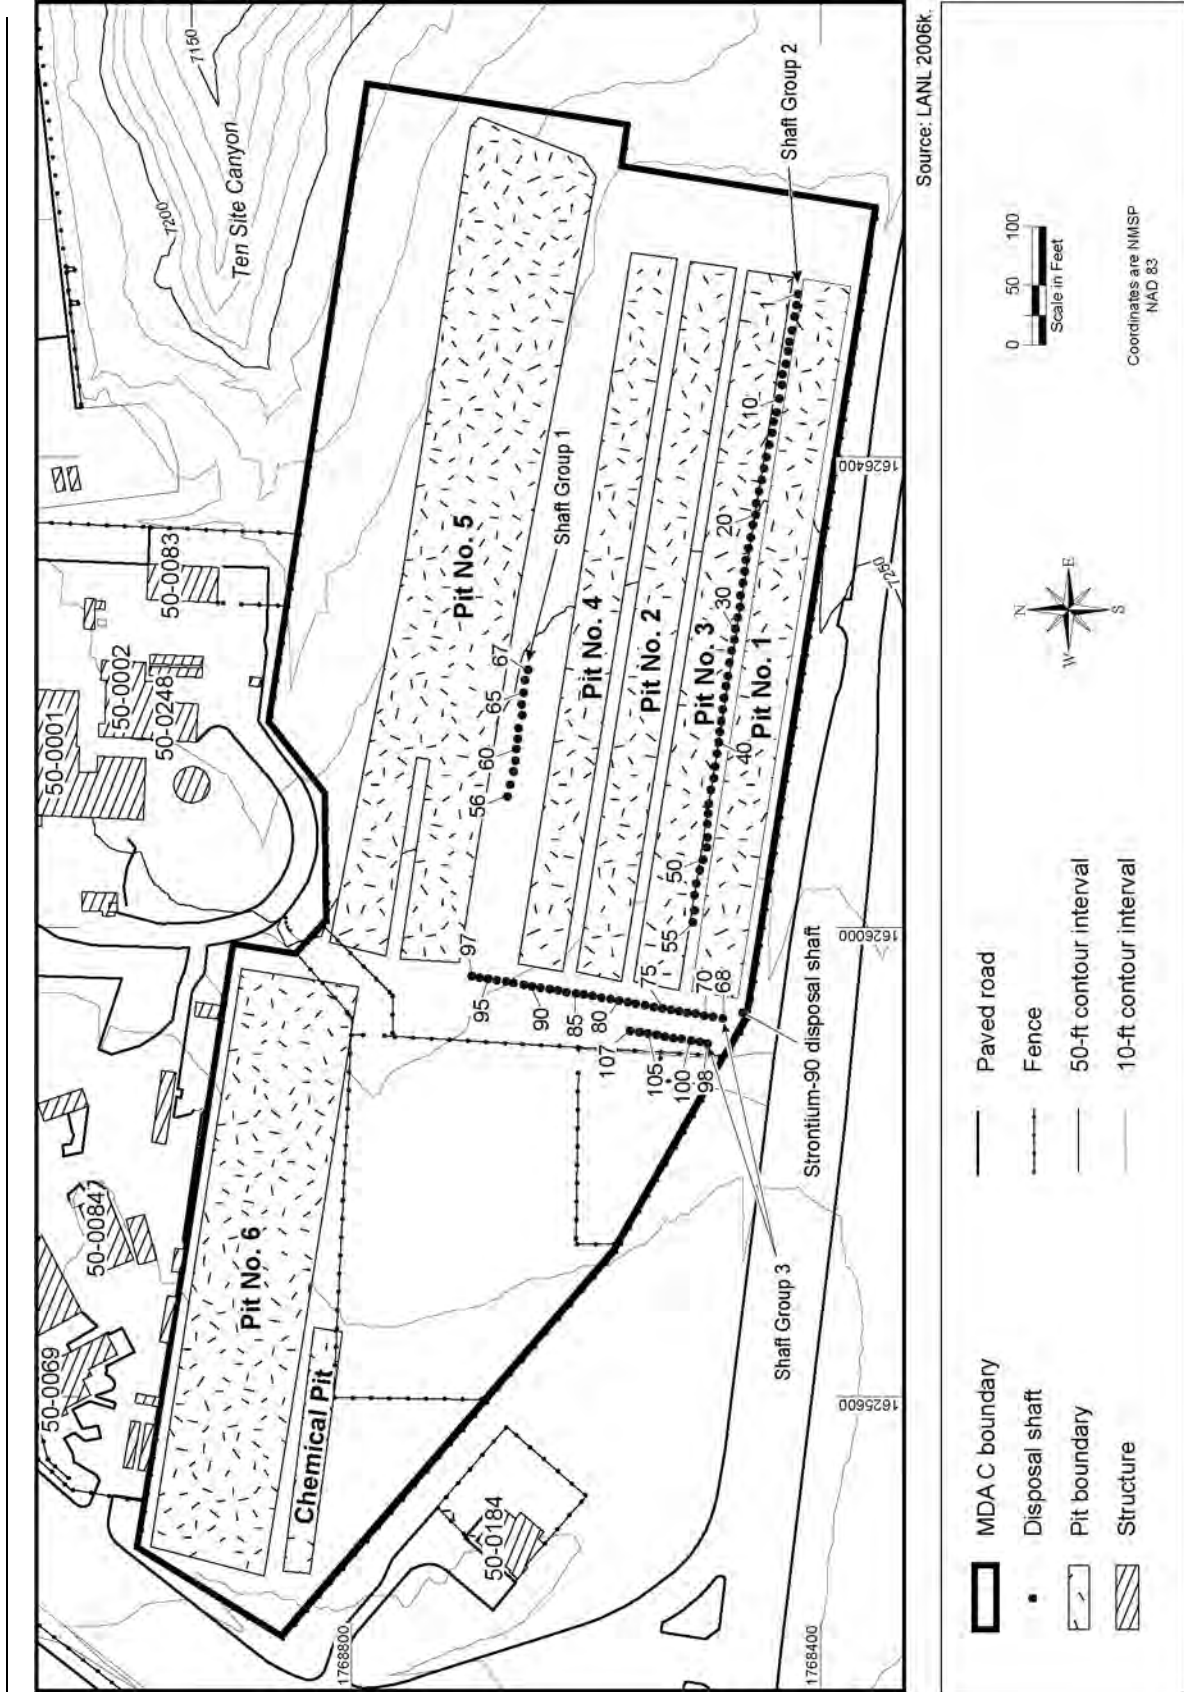 50-0069
50-0084
50-0001
50-0002
50-0248
50-0083
7150
7200
Ten Site Canyon
Pit No. 6
Chemical Pit
50-0184
1768800
1768400
1625600
1626000
1626400
Pit No. 5
97
95
90
85
80
75
70
68
107
105
100
98
56
60
65
67
Shaft Group 1
Pit No. 4
Pit No. 2
Pit No. 3
Pit No. 1
55
50
40
30
20
10
1
Shaft Group 2
Shaft Group 3
Strontium-90 disposal shaft
7250
Source: LANL 2006k.
MDA C boundary
Disposal shaft
Pit boundary
Structure
Paved road
Fence
50-ft contour interval
10-ft contour interval
N
W
E
S
0 50 100
Scale in Feet
Coordinates are NMSP
NAD 83